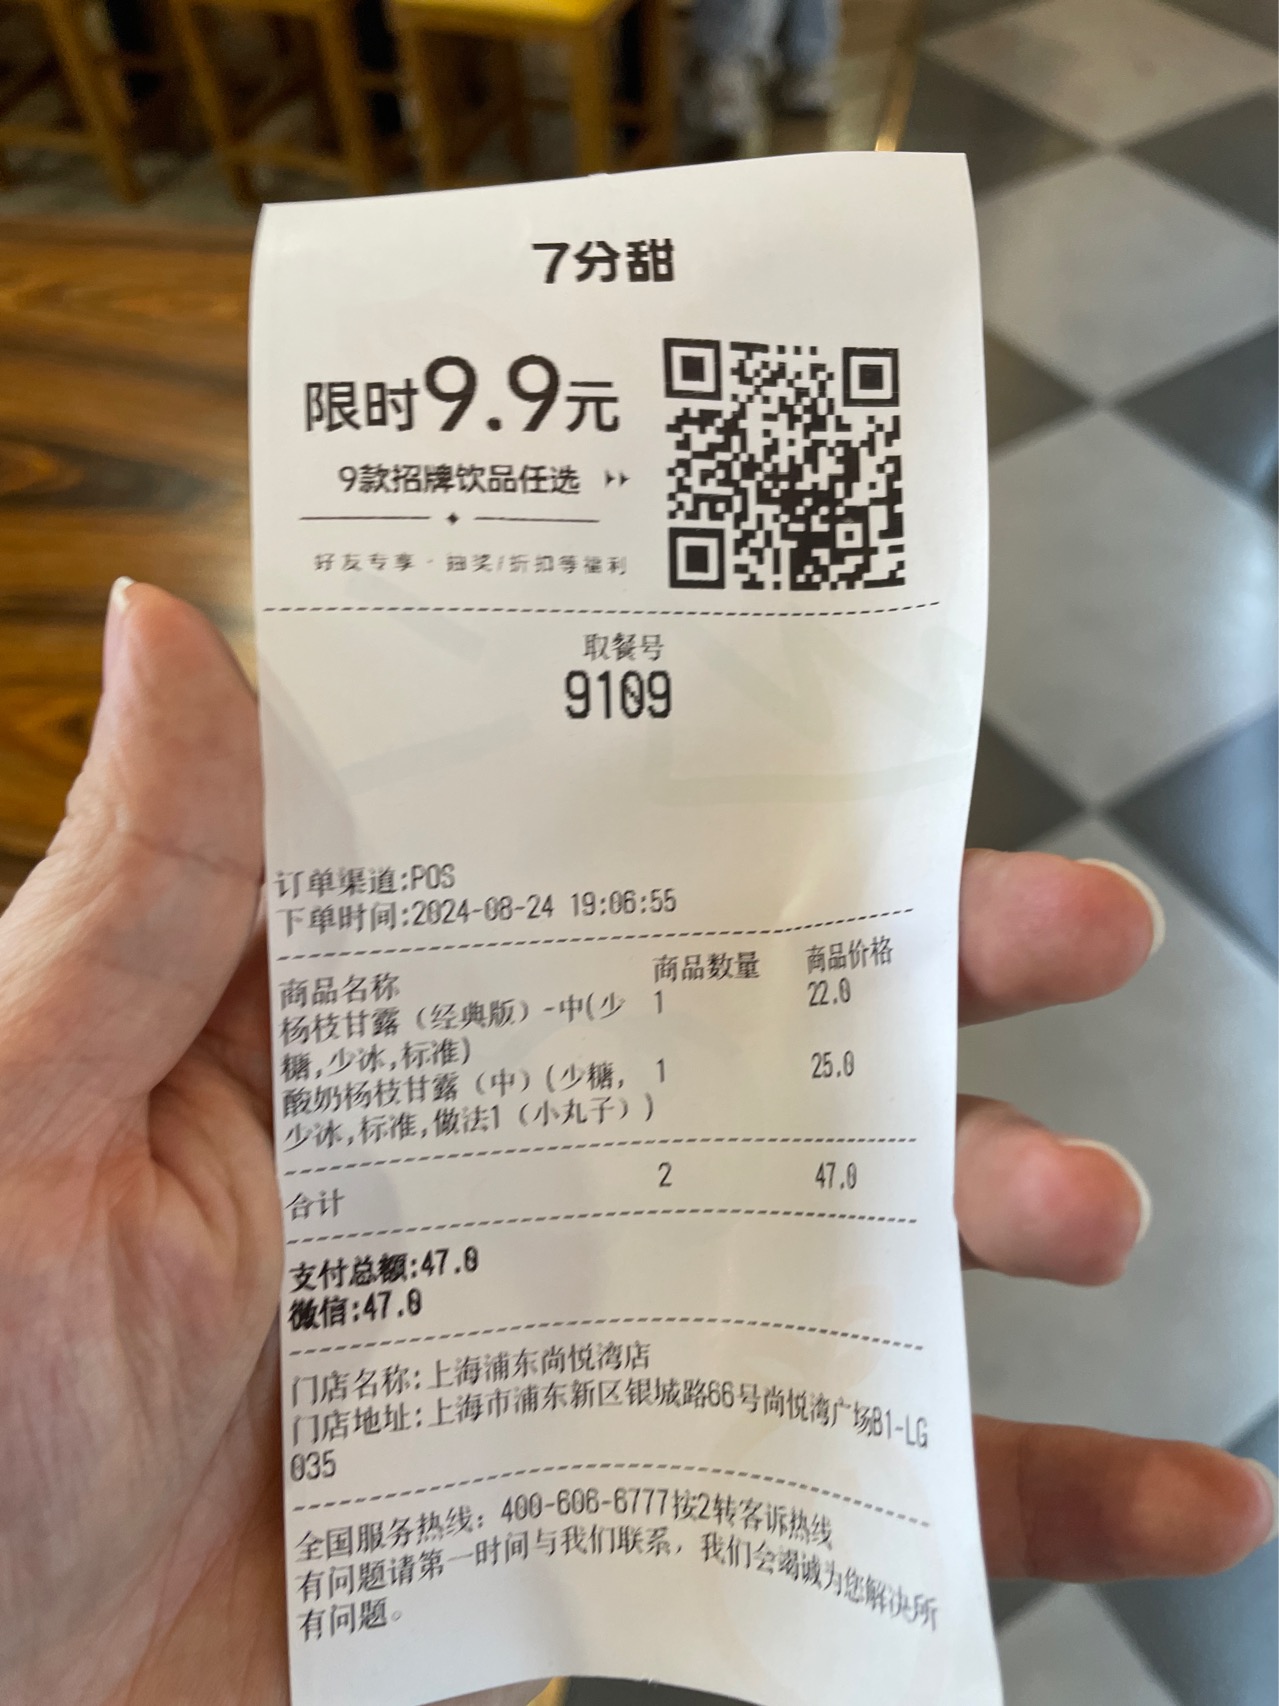 7分甜
限时9.9元
9款招牌饮品任选
好友专享 · 抽奖/折扣等福利
取餐号
9109
订单渠道:POS
下单时间:2024-08-24 19:06:55
商品名称 商品数量 商品价格
杨枝甘露（经典版）-中(少 1 22.0
糖,少冰,标准)
酸奶杨枝甘露（中）(少糖, 1 25.0
少冰,标准,做法1（小丸子）)
合计 2 47.0
支付总额:47.0
微信:47.0
门店名称:上海浦东尚悦湾店
门店地址:上海市浦东新区银城路66号尚悦湾广场B1-LG
035
全国服务热线: 400-606-6777按2转客诉热线
有问题请第一时间与我们联系，我们会竭诚为您解决所
有问题。